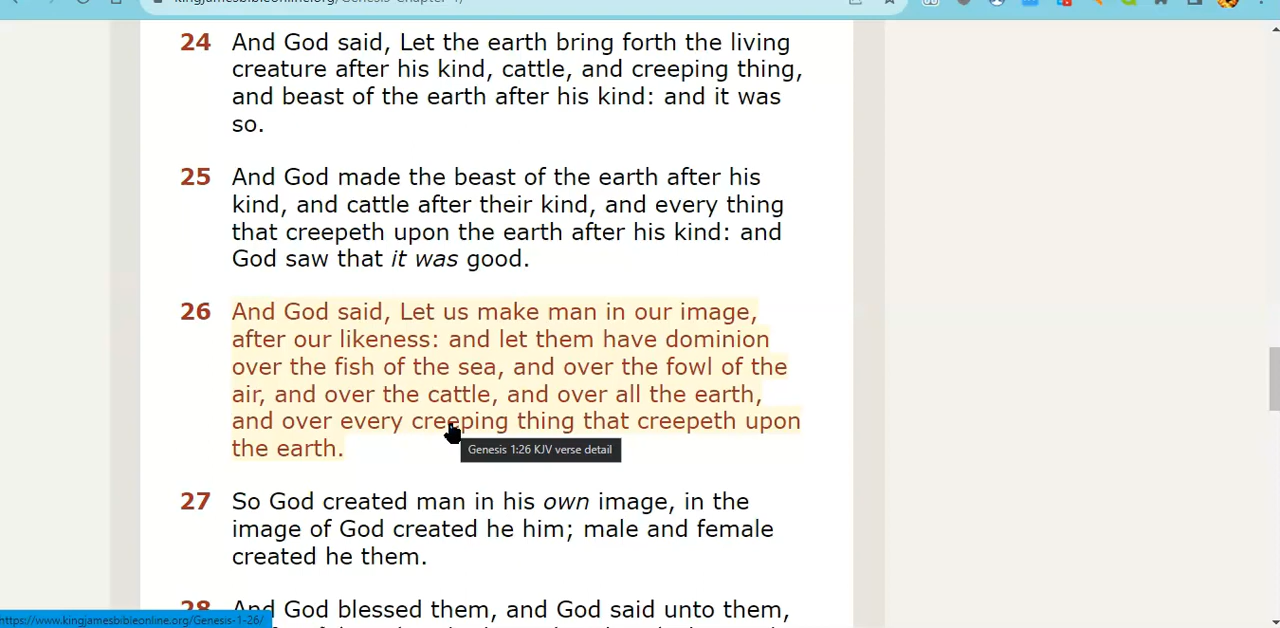 kingjamesbibleonline.org/Genesis-Chapter-1/
24 And God said, Let the earth bring forth the living
creature after his kind, cattle, and creeping thing,
and beast of the earth after his kind: and it was
so.
25 And God made the beast of the earth after his
kind, and cattle after their kind, and every thing
that creepeth upon the earth after his kind: and
God saw that it was good.
26 And God said, Let us make man in our image,
after our likeness: and let them have dominion
over the fish of the sea, and over the fowl of the
air, and over the cattle, and over all the earth,
and over every creeping thing that creepeth upon
the earth.
Genesis 1:26 KJV verse detail
27 So God created man in his own image, in the
image of God created he him; male and female
created he them.
28 And God blessed them, and God said unto them,
https://www.kingjamesbibleonline.org/Genesis-1-26/